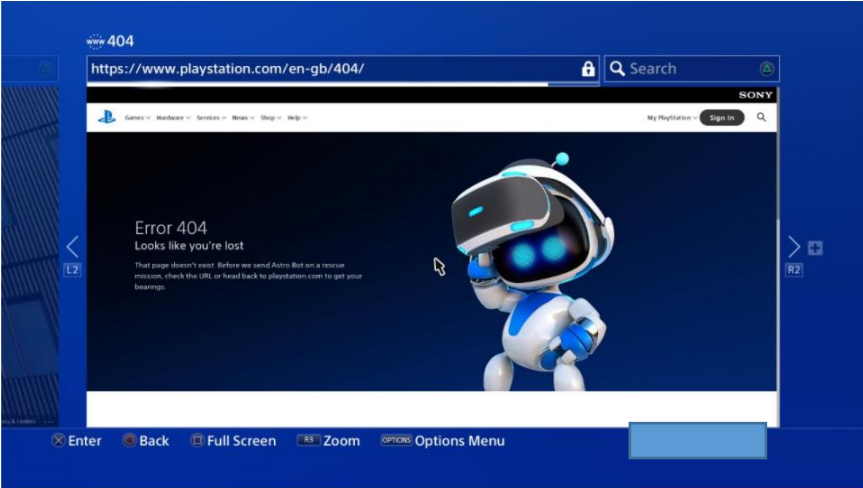 www 404
https://www.playstation.com/en-gb/404/
Search
SONY
Games Hardware Services News Shop Help
My PlayStation Sign In
Error 404
Looks like you're lost
That page doesn't exist. Before we send Astro Bot on a rescue
mission, check the URL or head back to playstation.com to get your
bearings.
L2
R2
Enter Back Full Screen R3 Zoom OPTIONS Options Menu